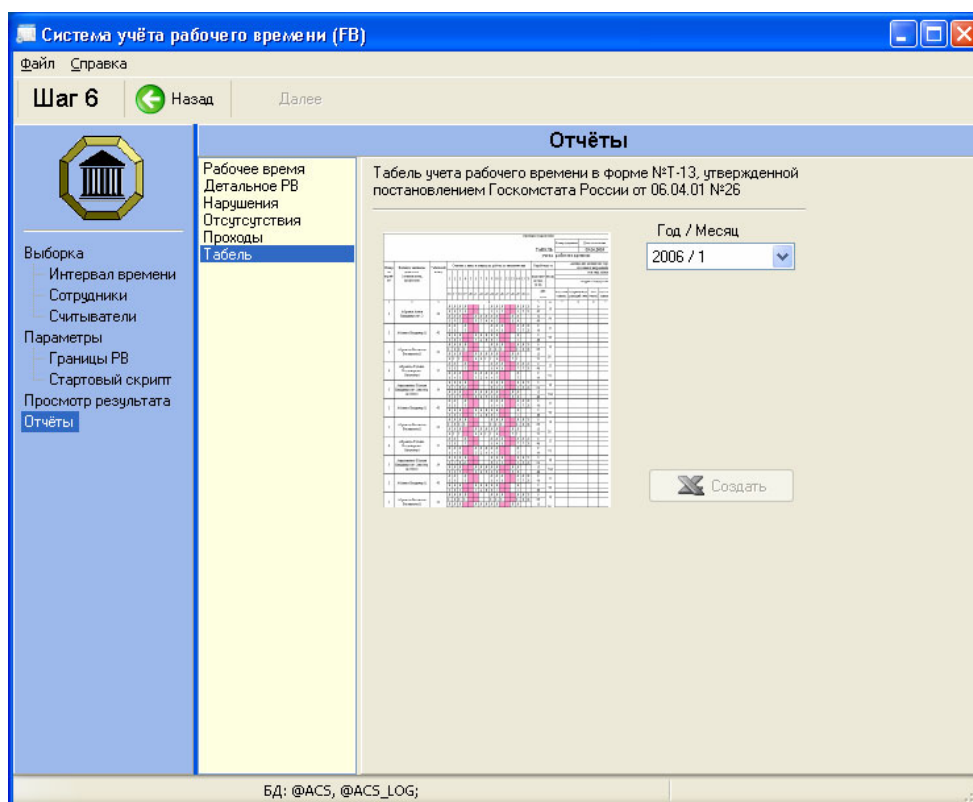 Система учёта рабочего времени (FB)
Файл Справка
Шаг 6 Назад Далее
Отчёты
Выборка
Интервал времени
Сотрудники
Считыватели
Параметры
Границы РВ
Стартовый скрипт
Просмотр результата
Отчёты
Рабочее время
Детальное РВ
Нарушения
Отсутсутствия
Проходы
Табель
Табель учета рабочего времени в форме №Т-13, утвержденной
постановлением Госкомстата России от 06.04.01 №26
Год / Месяц
2006 / 1
Создать
БД: @ACS, @ACS_LOG;